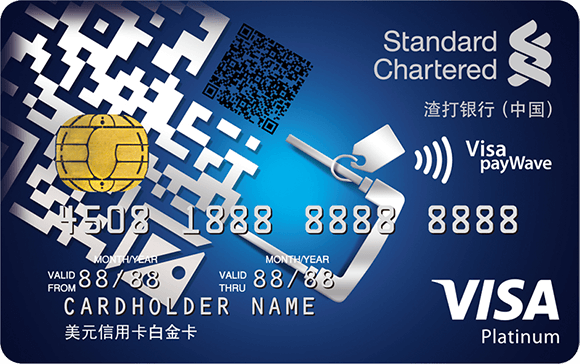 Standard
Chartered
渣打银行 (中国)
Visa
payWave
4508 1888 8888 8888
MONTH/YEAR MONTH/YEAR
VALID FROM 88/88 VALID THRU 88/88
CARDHOLDER NAME
美元信用卡白金卡
VISA
Platinum